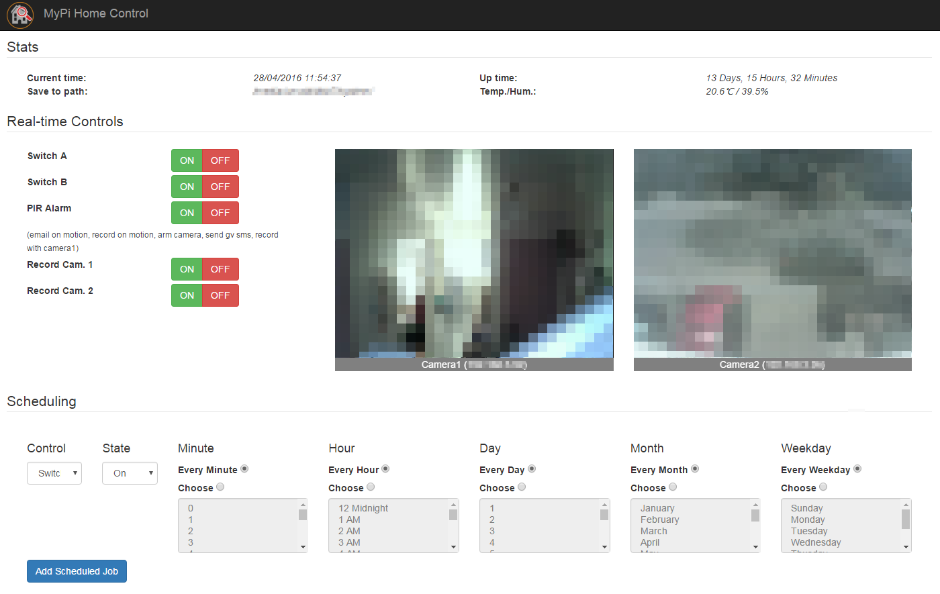 MyPi Home Control
Stats
Current time: 28/04/2016 11:54:37 Up time: 13 Days, 15 Hours, 32 Minutes
Save to path: Temp./Hum.: 20.6℃ / 39.5%
Real-time Controls
Switch A ON OFF
Switch B ON OFF
PIR Alarm ON OFF
(email on motion, record on motion, arm camera, send gv sms, record
with camera1)
Record Cam. 1 ON OFF
Record Cam. 2 ON OFF
Camera1 ( Camera2 (
Scheduling
Control State Minute Hour Day Month Weekday
Switc On Every Minute Every Hour Every Day Every Month Every Weekday
Choose Choose Choose Choose Choose
0 12 Midnight 1 January Sunday
1 1 AM 2 February Monday
2 2 AM 3 March Tuesday
3 3 AM 4 April Wednesday
Add Scheduled Job